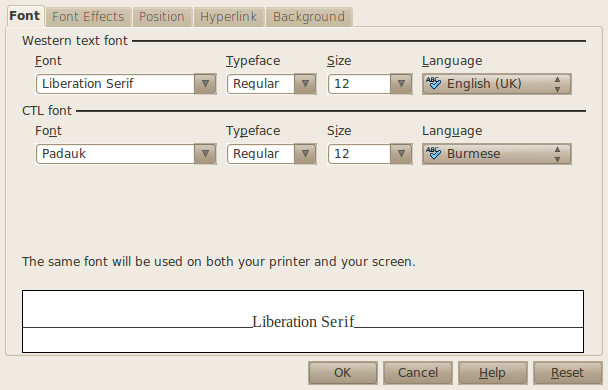 Font Font Effects Position Hyperlink Background
Western text font
Font Typeface Size Language
Liberation Serif Regular 12 ABC English (UK)
CTL font
Font Typeface Size Language
Padauk Regular 12 ABC Burmese
The same font will be used on both your printer and your screen.
Liberation Serif
OK Cancel Help Reset